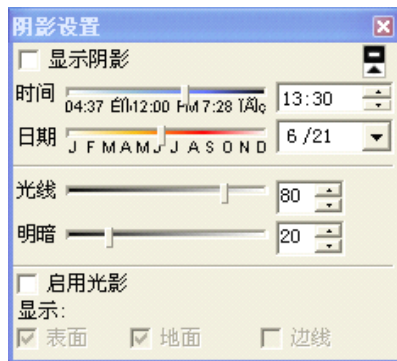 阴影设置
显示阴影
时间 04:37 12:00 7:28 13:30
日期 J F M A M J J A S O N D 6/21
光线 80
明暗 20
启用光影
显示:
表面 地面 边线